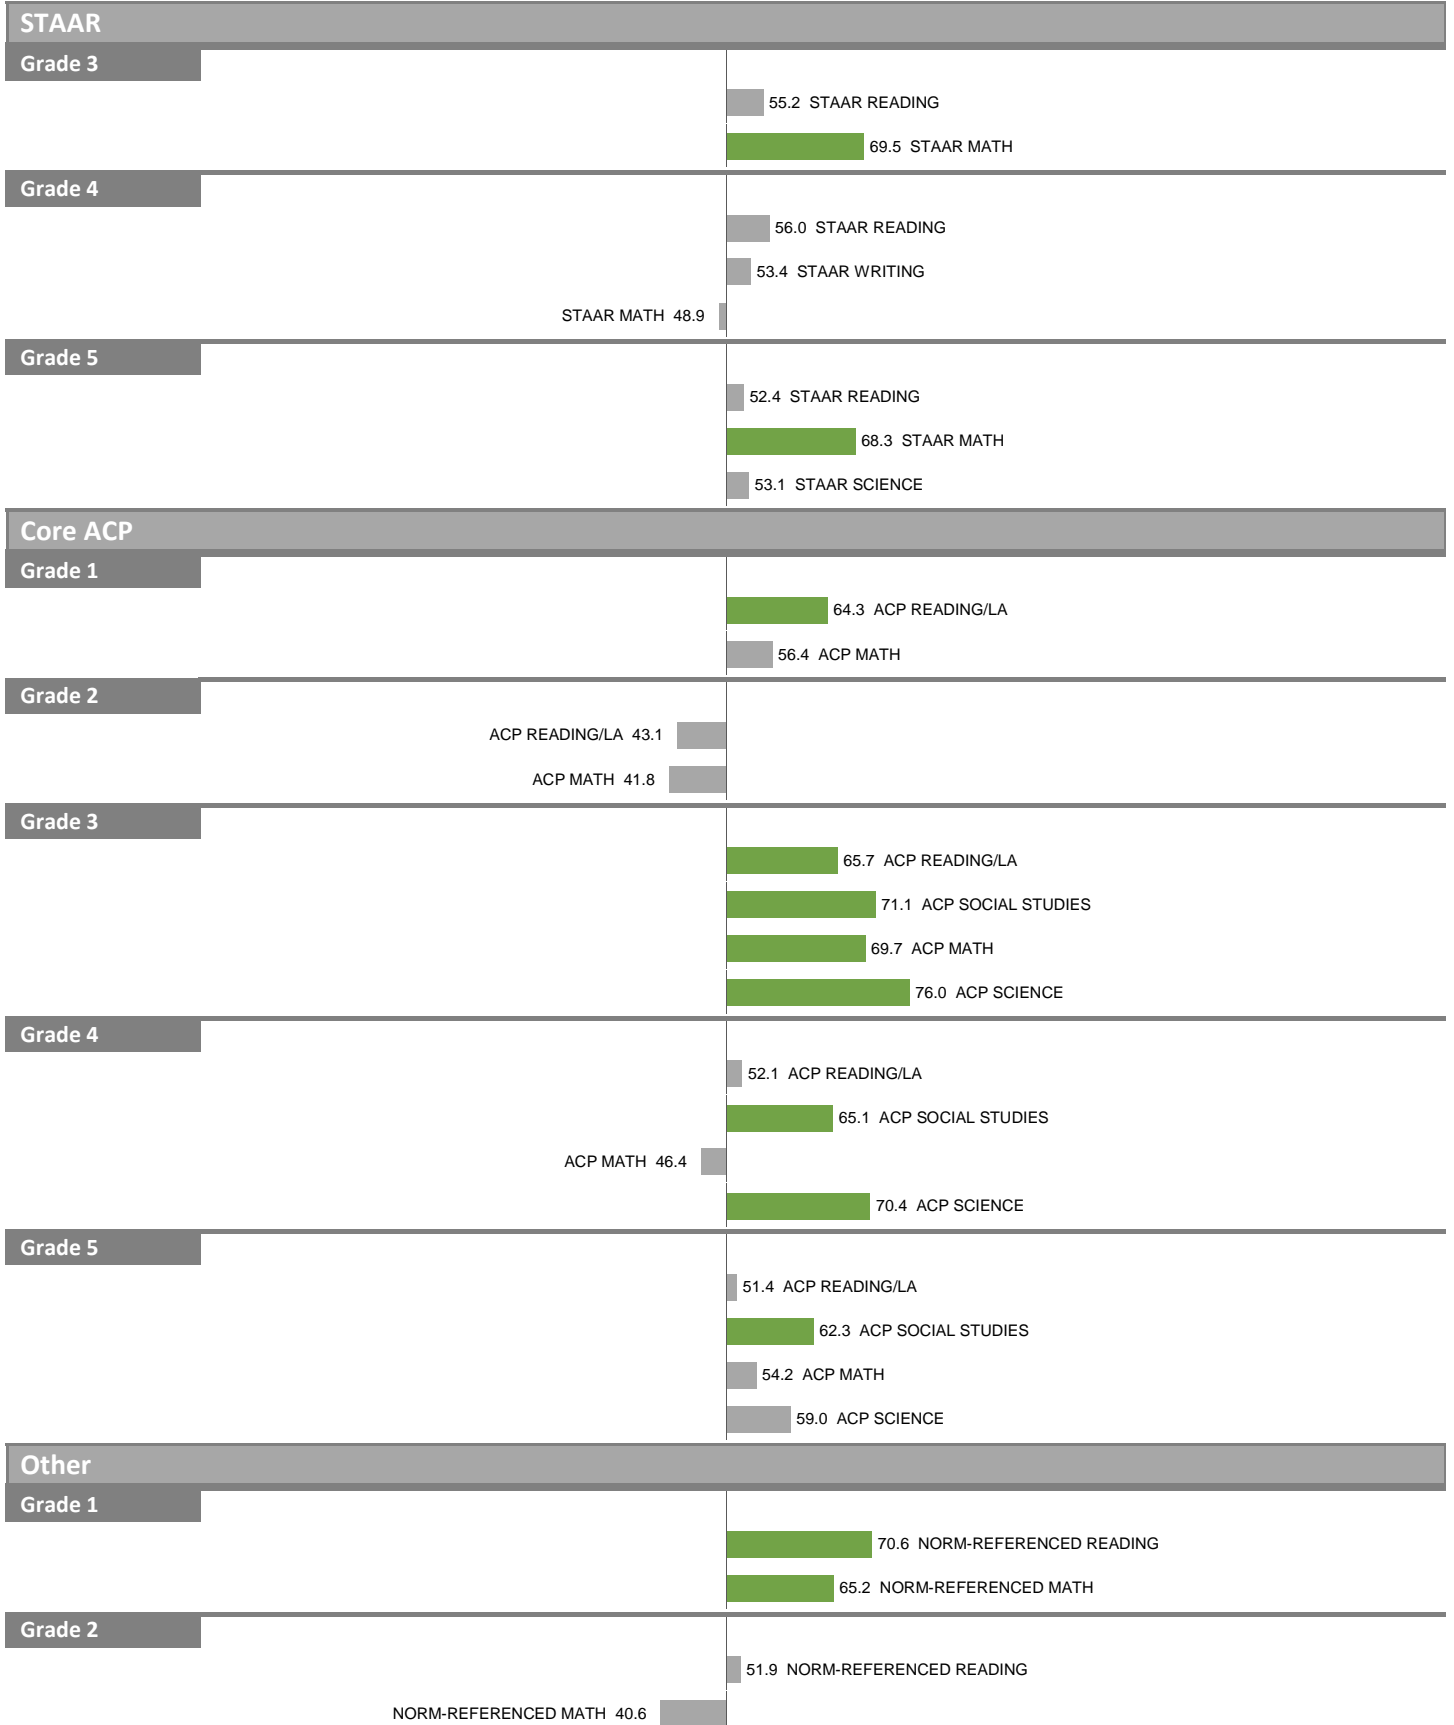 STAAR
Grade 3
55.2 STAAR READING
69.5 STAAR MATH
Grade 4
56.0 STAAR READING
53.4 STAAR WRITING
STAAR MATH 48.9
Grade 5
52.4 STAAR READING
68.3 STAAR MATH
53.1 STAAR SCIENCE
Core ACP
Grade 1
64.3 ACP READING/LA
56.4 ACP MATH
Grade 2
ACP READING/LA 43.1
ACP MATH 41.8
Grade 3
65.7 ACP READING/LA
71.1 ACP SOCIAL STUDIES
69.7 ACP MATH
76.0 ACP SCIENCE
Grade 4
52.1 ACP READING/LA
65.1 ACP SOCIAL STUDIES
ACP MATH 46.4
70.4 ACP SCIENCE
Grade 5
51.4 ACP READING/LA
62.3 ACP SOCIAL STUDIES
54.2 ACP MATH
59.0 ACP SCIENCE
Other
Grade 1
70.6 NORM-REFERENCED READING
65.2 NORM-REFERENCED MATH
Grade 2
51.9 NORM-REFERENCED READING
NORM-REFERENCED MATH 40.6